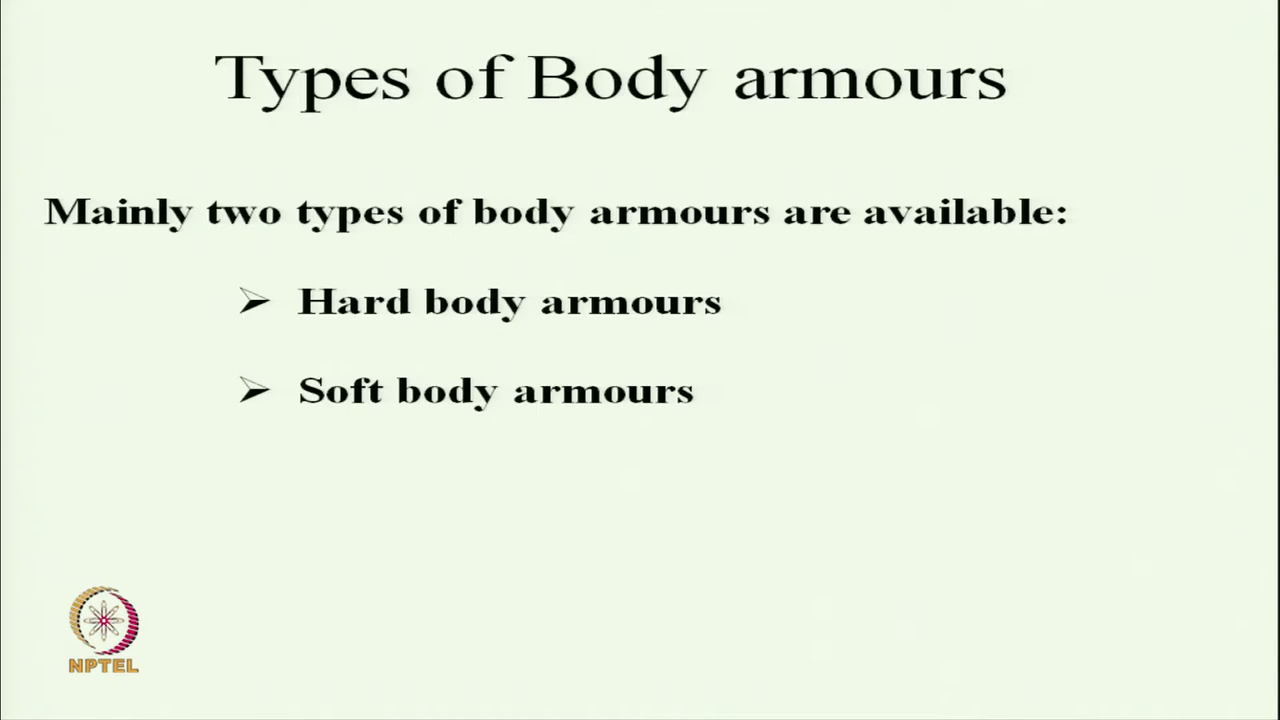 Types of Body armours
Mainly two types of body armours are available:
➢ Hard body armours
➢ Soft body armours
NPTEL